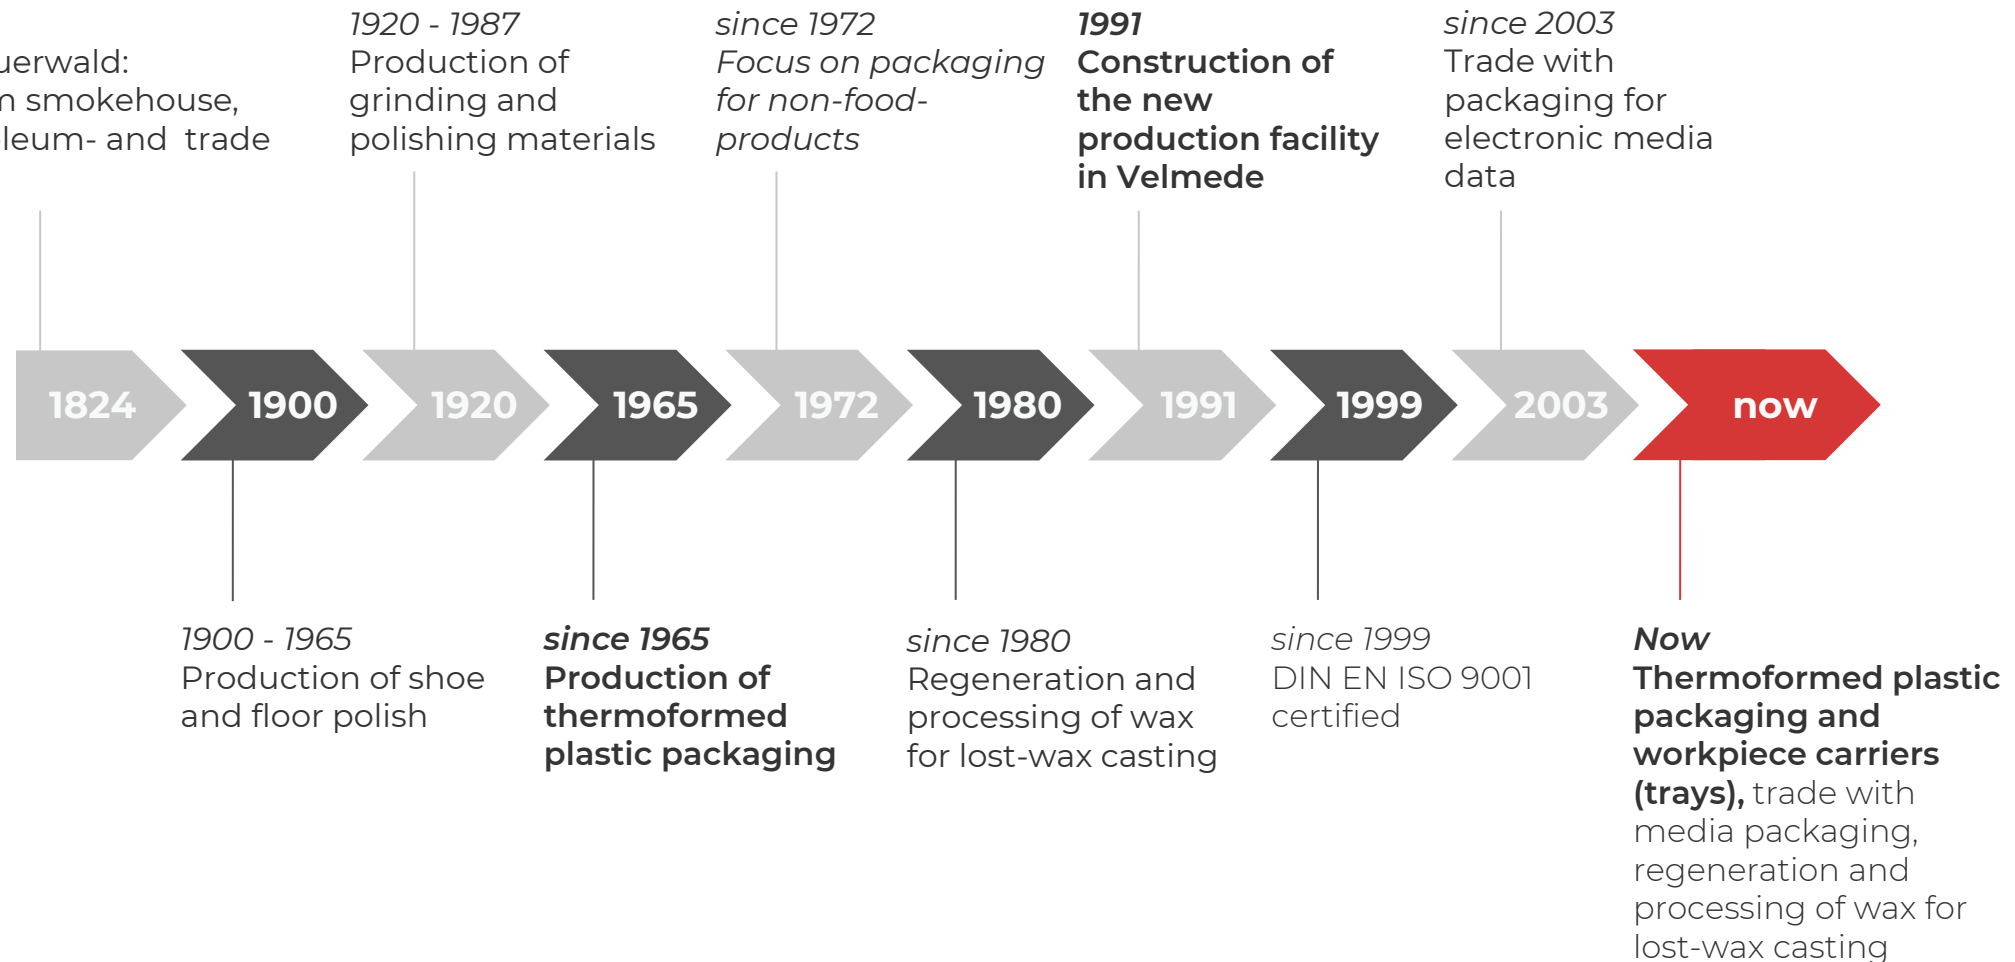 uerwald:
smokehouse,
leum- and trade
1920 - 1987
Production of
grinding and
polishing materials
since 1972
Focus on packaging
for non-food-
products
1991
Construction of
the new
production facility
in Velmede
since 2003
Trade with
packaging for
electronic media
data
1824
1900
1920
1965
1972
1980
1991
1999
2003
now
1900 - 1965
Production of shoe
and floor polish
since 1965
Production of
thermoformed
plastic packaging
since 1980
Regeneration and
processing of wax
for lost-wax casting
since 1999
DIN EN ISO 9001
certified
Now
Thermoformed plastic
packaging and
workpiece carriers
(trays), trade with
media packaging,
regeneration and
processing of wax for
lost-wax casting